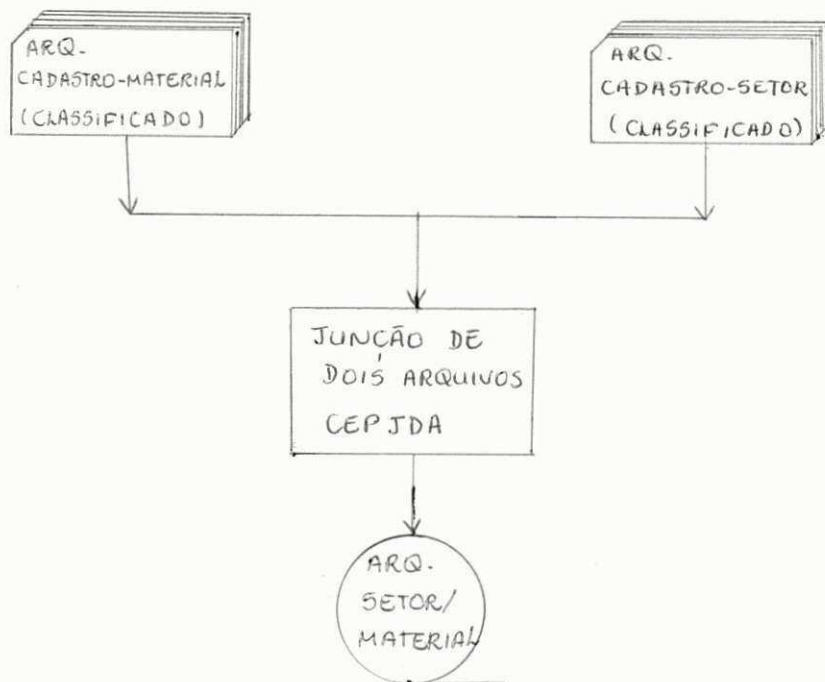 ARQ.
CADASTRO-MATERIAL
(CLASSIFICADO)
ARQ.
CADASTRO-SETOR
(CLASSIFICADO)
JUNÇÃO DE
DOIS ARQUIVOS
CEPJDA
ARQ.
SETOR/
MATERIAL